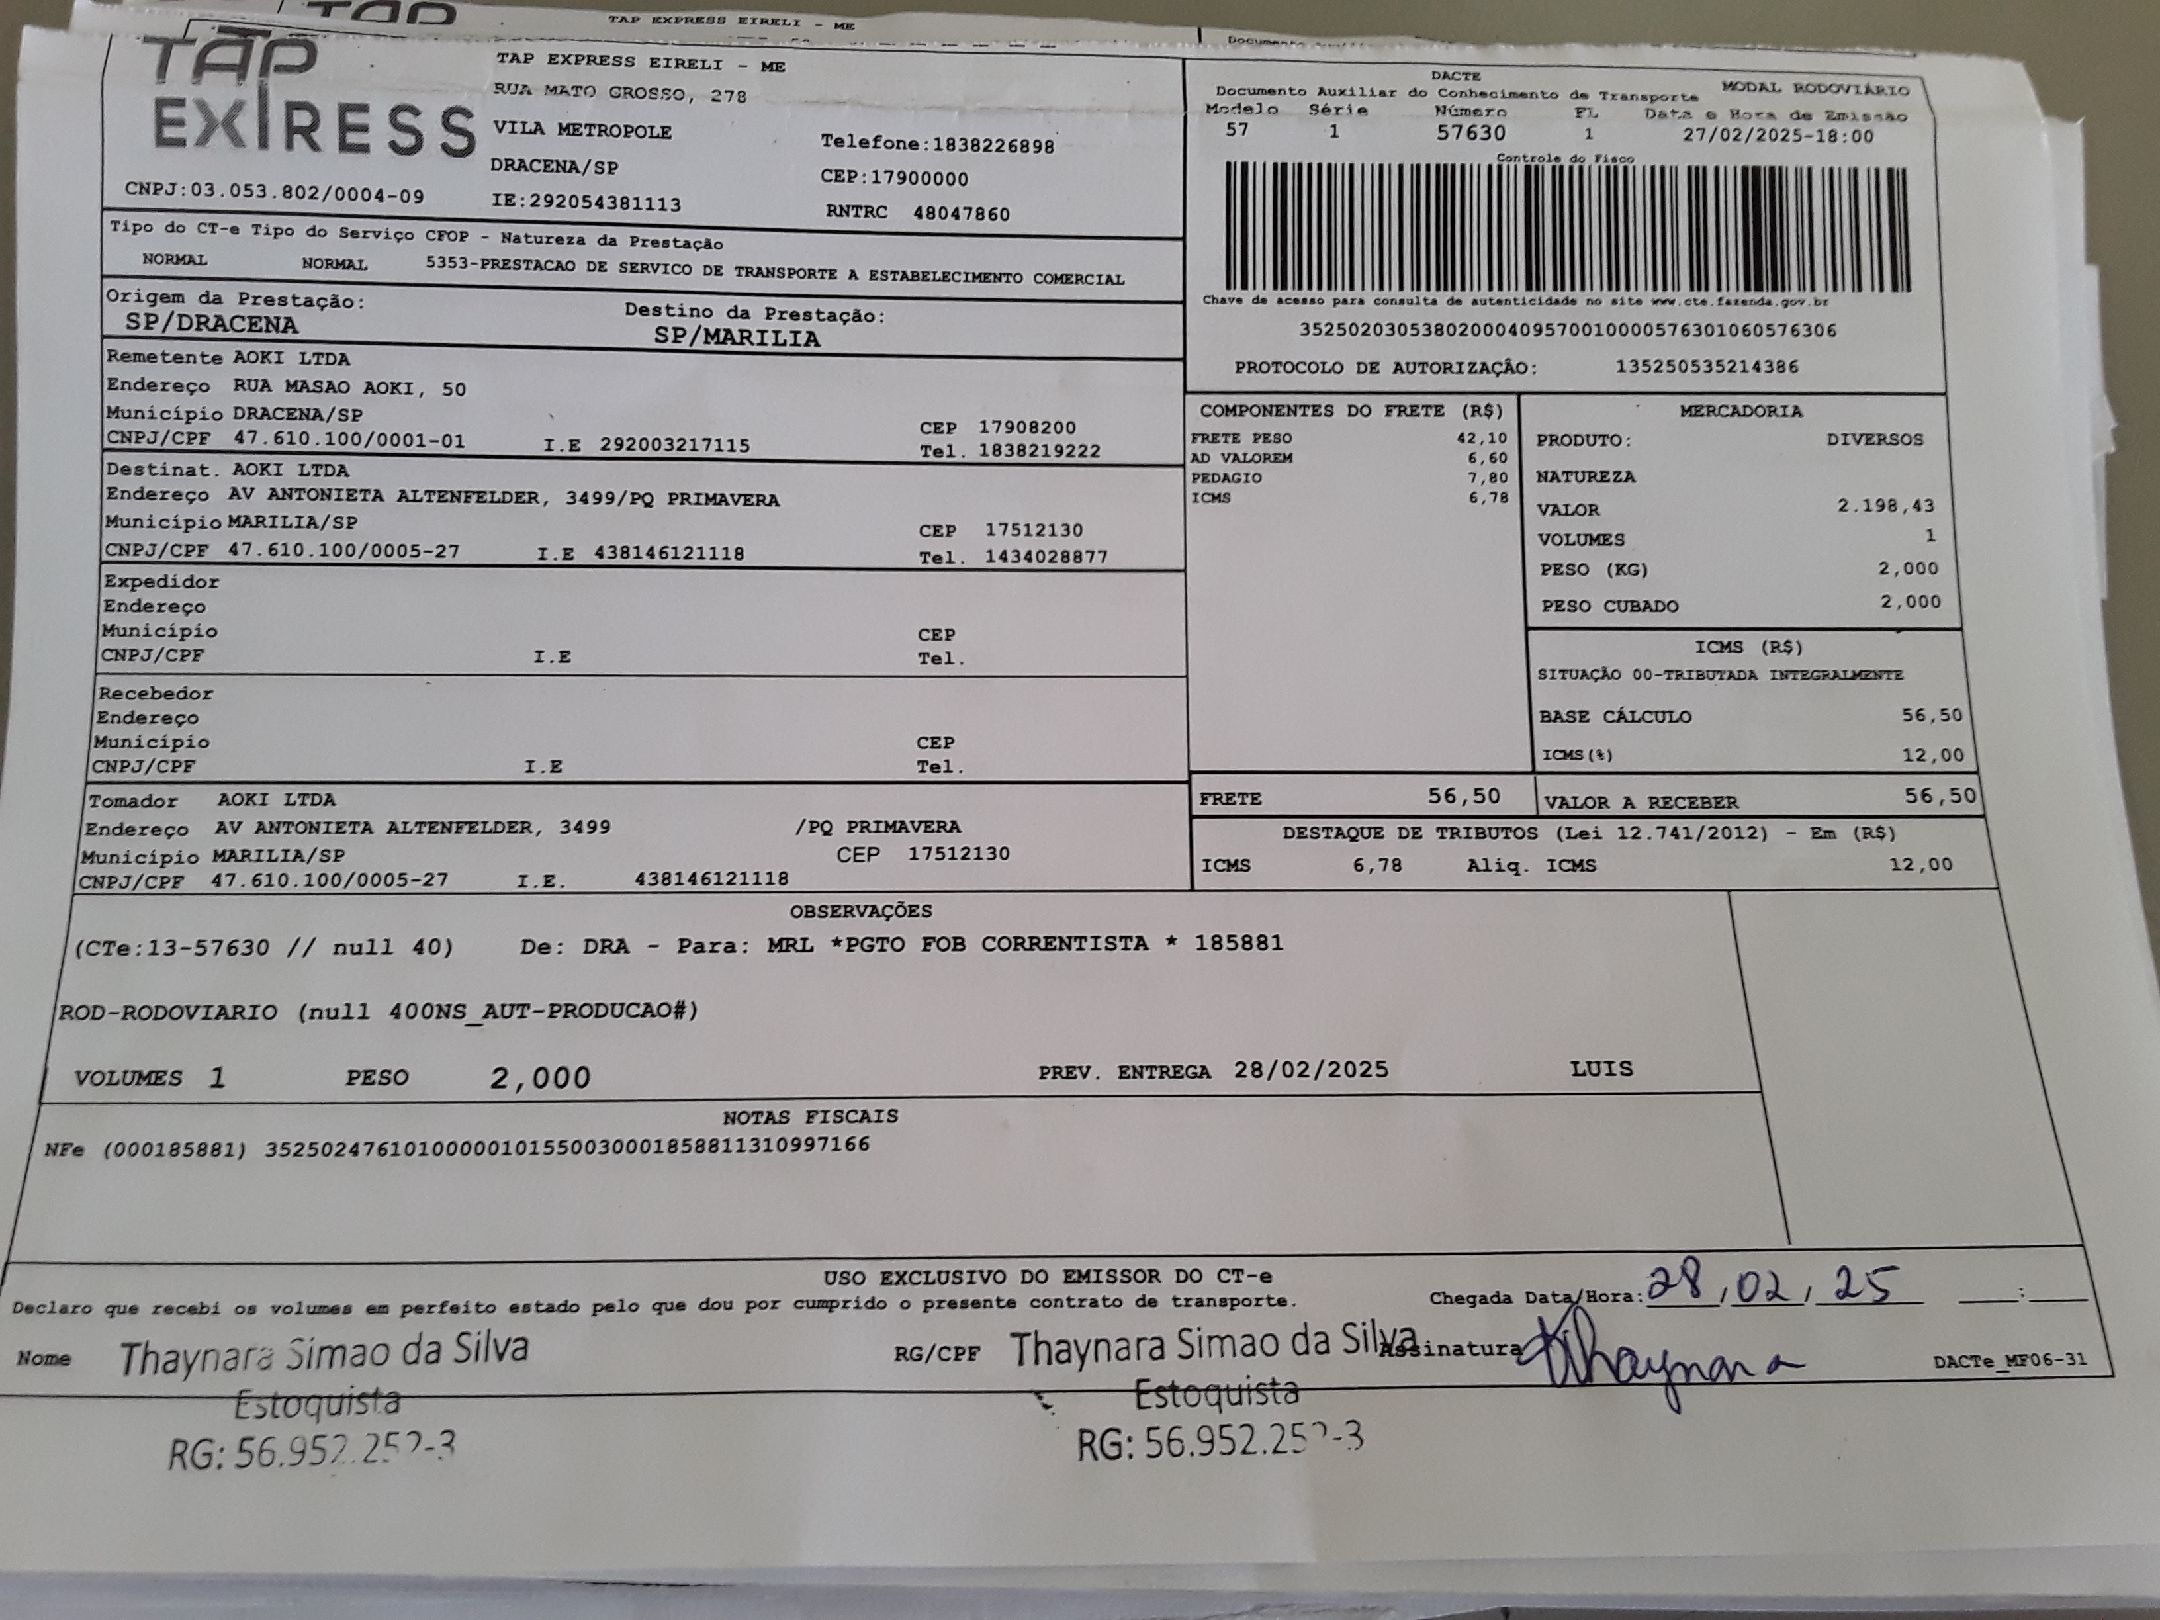 TAP EXPRESS EIRELI - ME
TAP
EXPRESS
CNPJ:03.053.802/0004-09
TAP EXPRESS EIRELI - ME
RUA MATO GROSSO, 278
VILA METROPOLE
DRACENA/SP
IE:292054381113
Telefone:1838226898
CEP:17900000
RNTRC 48047860
DACTE
Documento Auxiliar do Conhecimento de Transporte MODAL RODOVIÁRIO
Modelo Série Número FL Data e Hora de Emissão
57 1 57630 1 27/02/2025-18:00
Controle do Fisco
Chave de acesso para consulta de autenticidade no site www.cte.fazenda.gov.br
35250203053802000409570010000576301060576306
PROTOCOLO DE AUTORIZAÇÂO: 135250535214386
Tipo do CT-e Tipo do Serviço CFOP - Natureza da Prestação
NORMAL NORMAL 5353-PRESTACAO DE SERVICO DE TRANSPORTE A ESTABELECIMENTO COMERCIAL
Origem da Prestação: Destino da Prestação:
SP/DRACENA SP/MARILIA
Remetente AOKI LTDA
Endereço RUA MASAO AOKI, 50
Município DRACENA/SP CEP 17908200
CNPJ/CPF 47.610.100/0001-01 I.E 292003217115 Tel. 1838219222
Destinat. AOKI LTDA
Endereço AV ANTONIETA ALTENFELDER, 3499/PQ PRIMAVERA
Município MARILIA/SP CEP 17512130
CNPJ/CPF 47.610.100/0005-27 I.E 438146121118 Tel. 1434028877
Expedidor
Endereço
Município CEP
CNPJ/CPF I.E Tel.
Recebedor
Endereço
Município CEP
CNPJ/CPF I.E Tel.
Tomador AOKI LTDA
Endereço AV ANTONIETA ALTENFELDER, 3499 /PQ PRIMAVERA
Município MARILIA/SP CEP 17512130
CNPJ/CPF 47.610.100/0005-27 I.E. 438146121118
COMPONENTES DO FRETE (R$)
FRETE PESO 42,10
AD VALOREM 6,60
PEDAGIO 7,80
ICMS 6,78
MERCADORIA
PRODUTO: DIVERSOS
NATUREZA
VALOR 2.198,43
VOLUMES 1
PESO (KG) 2,000
PESO CUBADO 2,000
ICMS (R$)
SITUAÇÃO 00-TRIBUTADA INTEGRALMENTE
BASE CÁLCULO 56,50
ICMS(%) 12,00
FRETE 56,50 VALOR A RECEBER 56,50
DESTAQUE DE TRIBUTOS (Lei 12.741/2012) - Em (R$)
ICMS 6,78 Aliq. ICMS 12,00
OBSERVAÇÕES
(CTe:13-57630 // null 40) De: DRA - Para: MRL *PGTO FOB CORRENTISTA * 185881
ROD-RODOVIARIO (null 400NS_AUT-PRODUCAO#)
VOLUMES 1 PESO 2,000 PREV. ENTREGA 28/02/2025 LUIS
NOTAS FISCAIS
NFe (000185881) 35250247610100000101550030001858811310997166
USO EXCLUSIVO DO EMISSOR DO CT-e
Declaro que recebi os volumes em perfeito estado pelo que dou por cumprido o presente contrato de transporte. Chegada Data/Hora: 28,02,25 __:__
Nome Thaynara Simao da Silva RG/CPF Thaynara Simao da Silva Assinatura Thaynara DACTe_MF06-31
Estoquista Estoquista
RG: 56.952.252-3 RG: 56.952.252-3